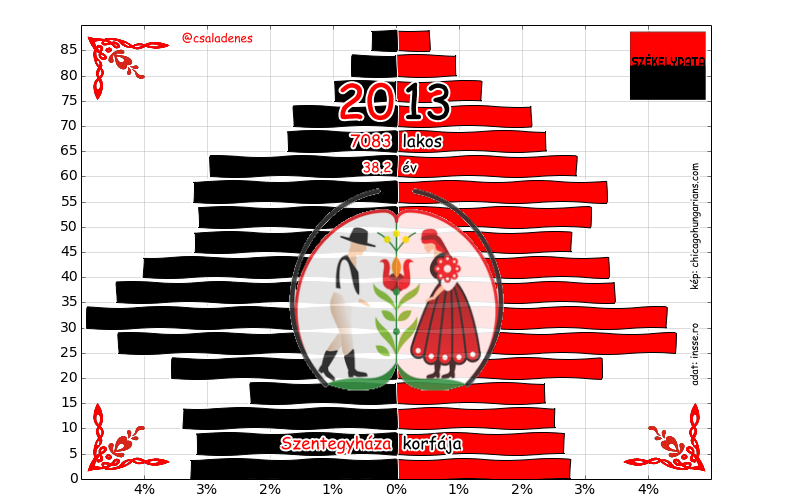 @csaladenes
SZÉKELYDATA
2013
7083 lakos
38,2 év
kép: chicagohungarians.com
adat: insse.ro
Szentegyháza korfája
85
80
75
70
65
60
55
50
45
40
35
30
25
20
15
10
5
0
4% 3% 2% 1% 0% 1% 2% 3% 4%